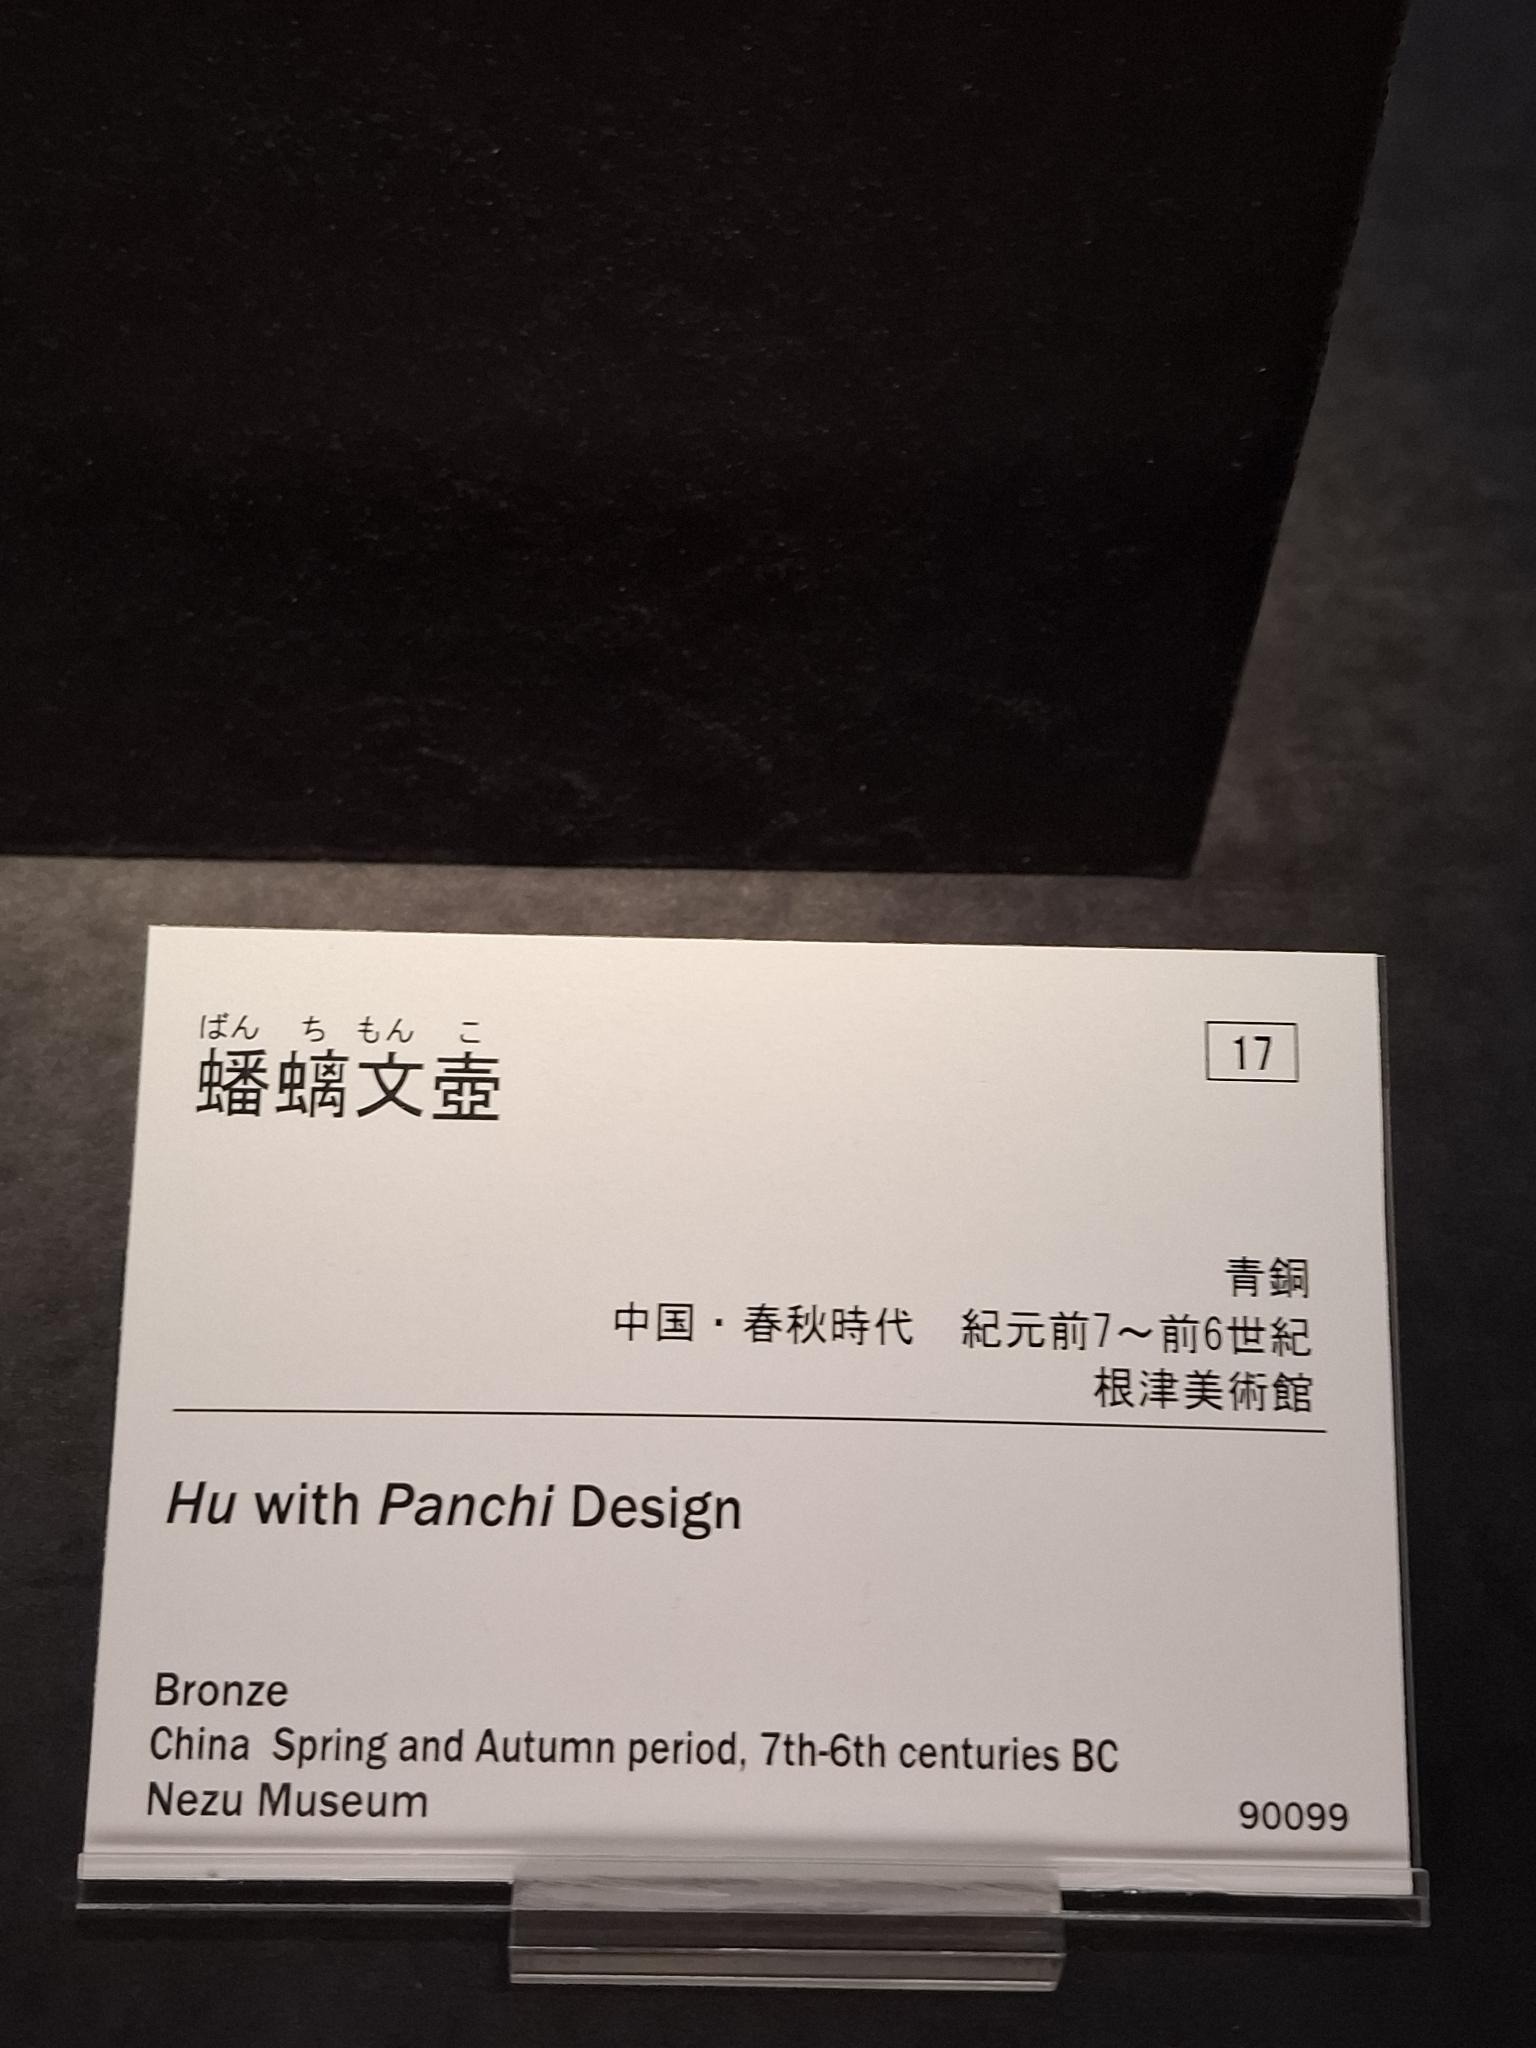 ばん ち もん こ
蟠螭文壺
17
青銅
中国・春秋時代　紀元前7～前6世紀
根津美術館
Hu with Panchi Design
Bronze
China Spring and Autumn period, 7th-6th centuries BC
Nezu Museum
90099